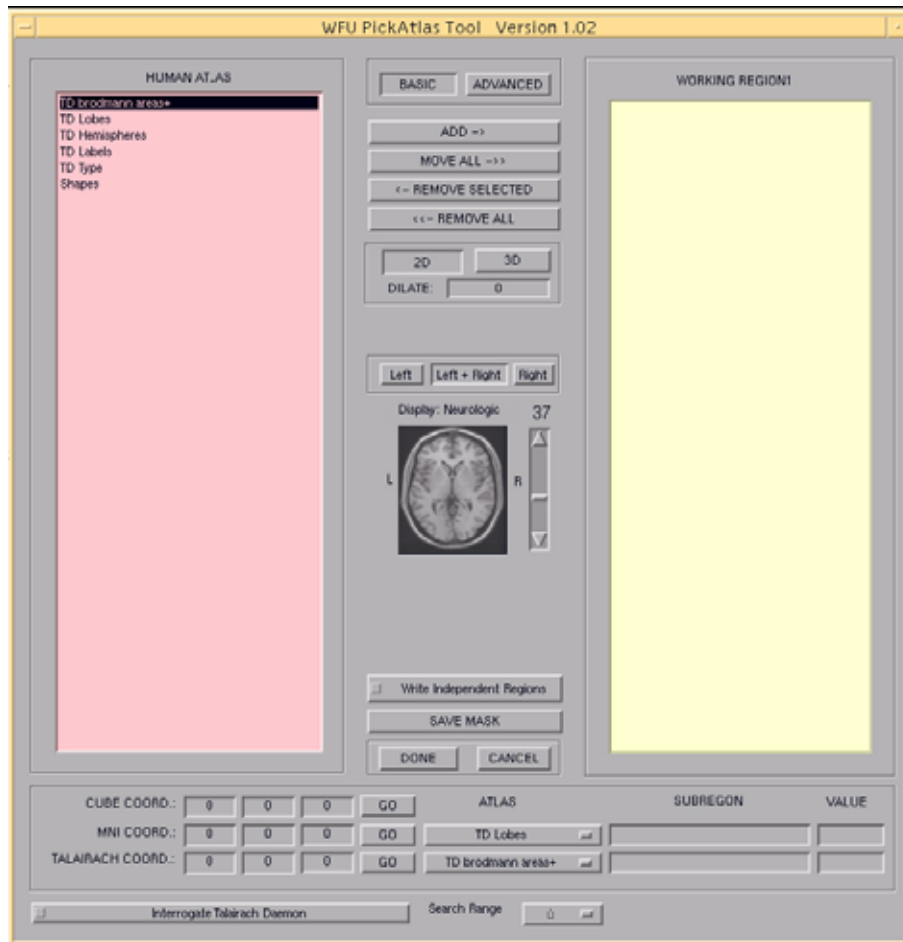 WFU PickAtlas Tool Version 1.02
HUMAN ATLAS
TD brodmann areas+
TD Lobes
TD Hemispheres
TD Labels
TD Type
Shapes
BASIC ADVANCED
ADD ->
MOVE ALL ->>
<- REMOVE SELECTED
<<- REMOVE ALL
2D 3D
DILATE: 0
Left Left + Right Right
Display: Neurologic 37
L R
Write Independent Regions
SAVE MASK
DONE CANCEL
WORKING REGION1
CUBE COORD.: 0 0 0 GO ATLAS SUBREGON VALUE
MNI COORD.: 0 0 0 GO TD Lobes
TALAIRACH COORD.: 0 0 0 GO TD brodmann areas+
Interrogate Talairach Daemon Search Range 0